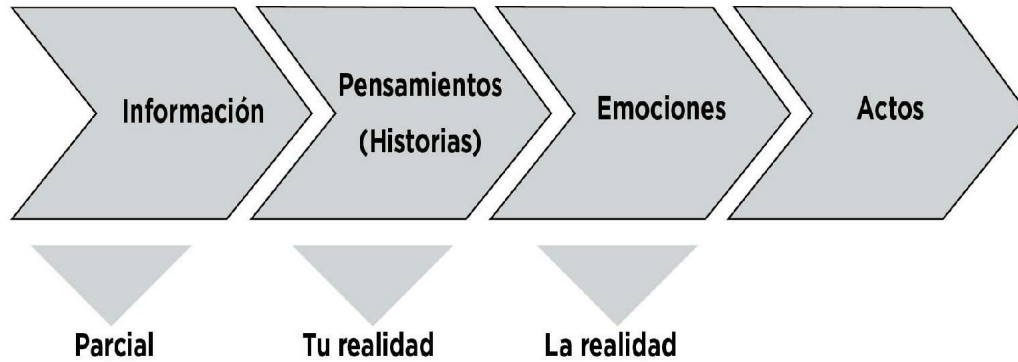 Información
Pensamientos
(Historias)
Emociones
Actos
Parcial
Tu realidad
La realidad